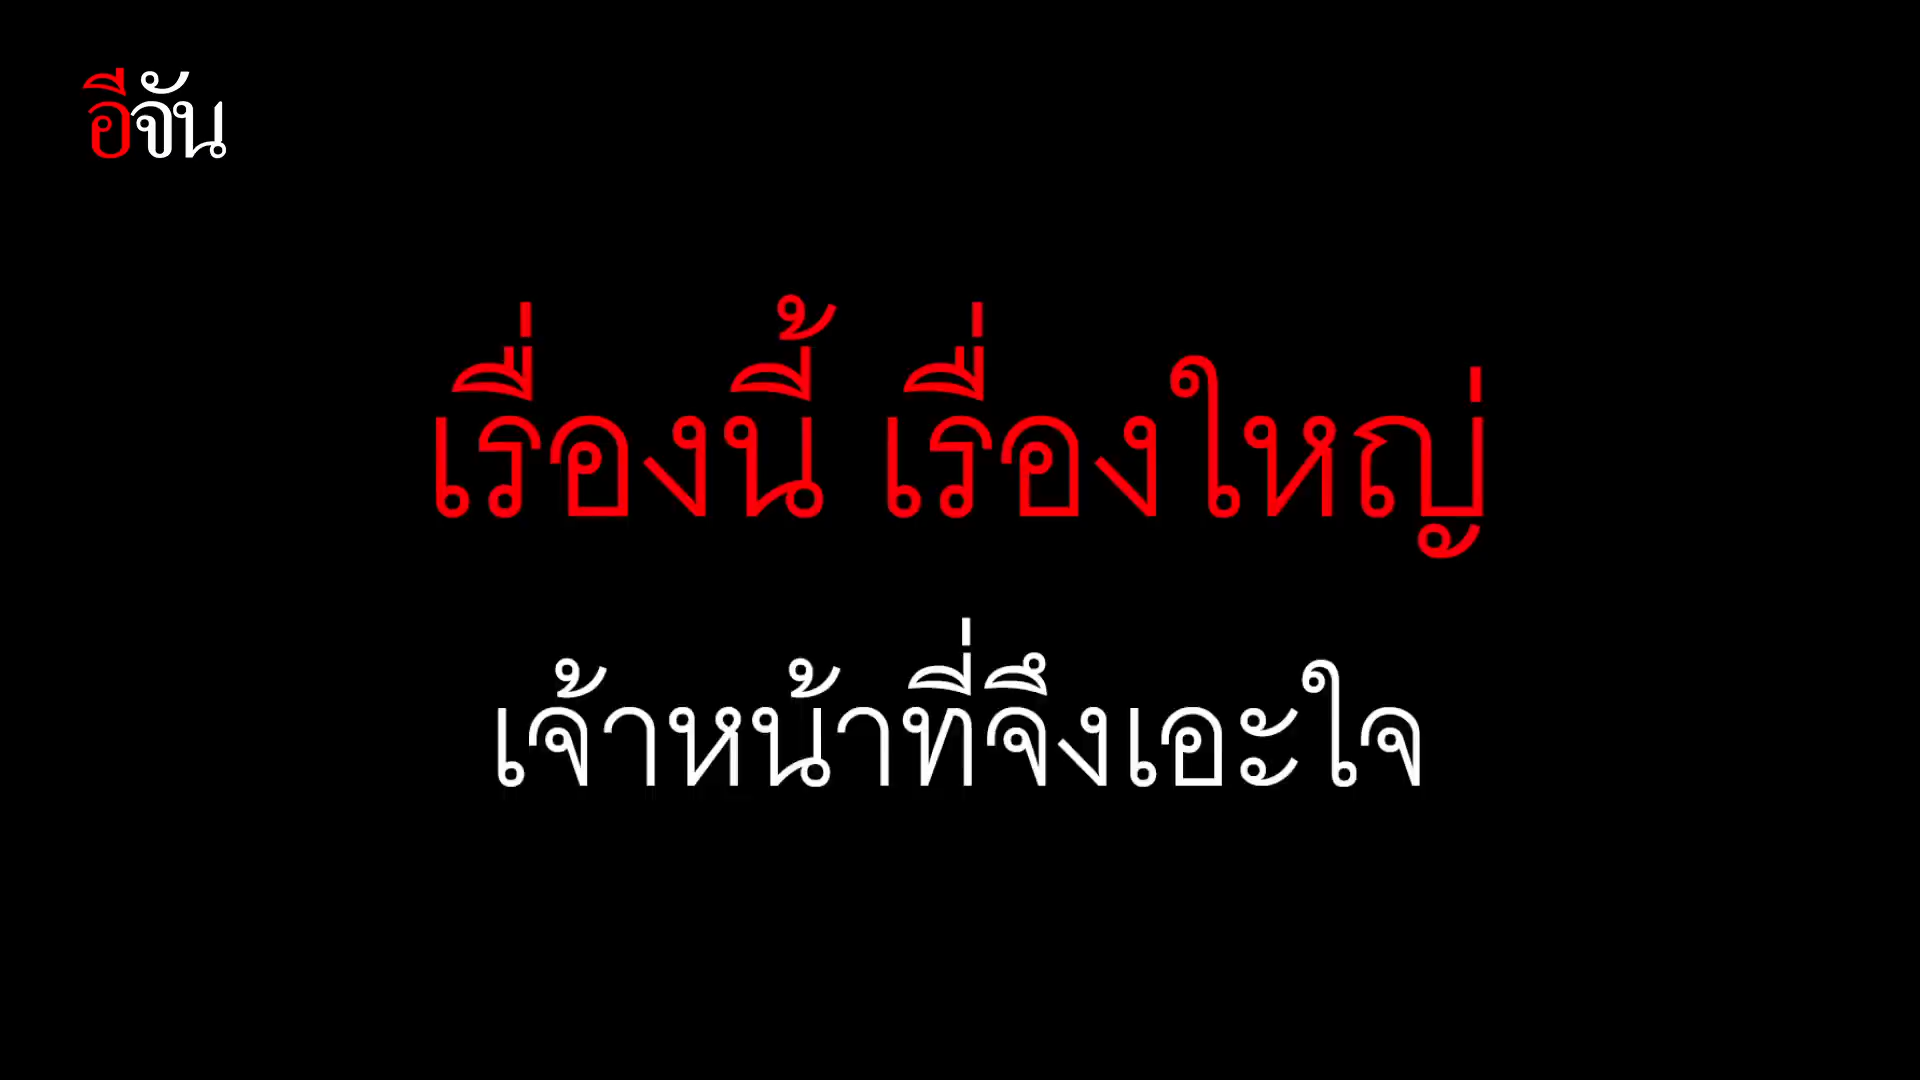 อีจัน
เรื่องนี้ เรื่องใหญ่
เจ้าหน้าที่จึงเอะใจ